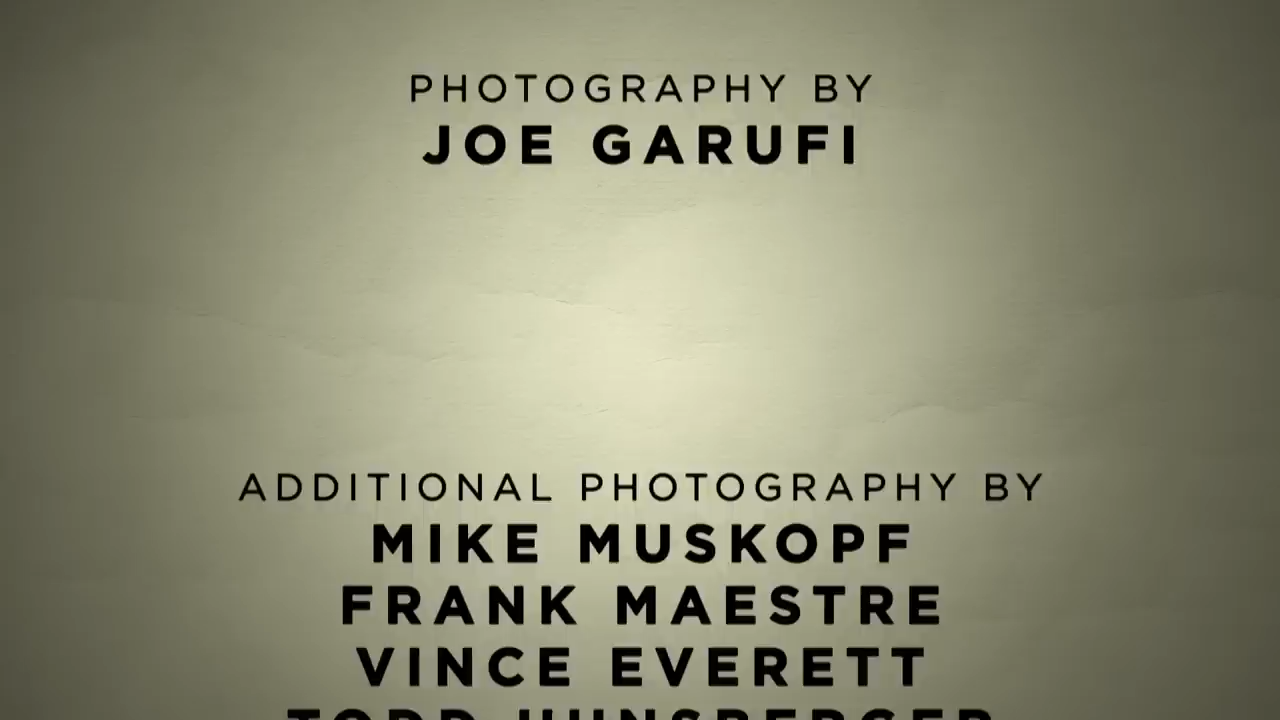 PHOTOGRAPHY BY
JOE GARUFI
ADDITIONAL PHOTOGRAPHY BY
MIKE MUSKOPF
FRANK MAESTRE
VINCE EVERETT